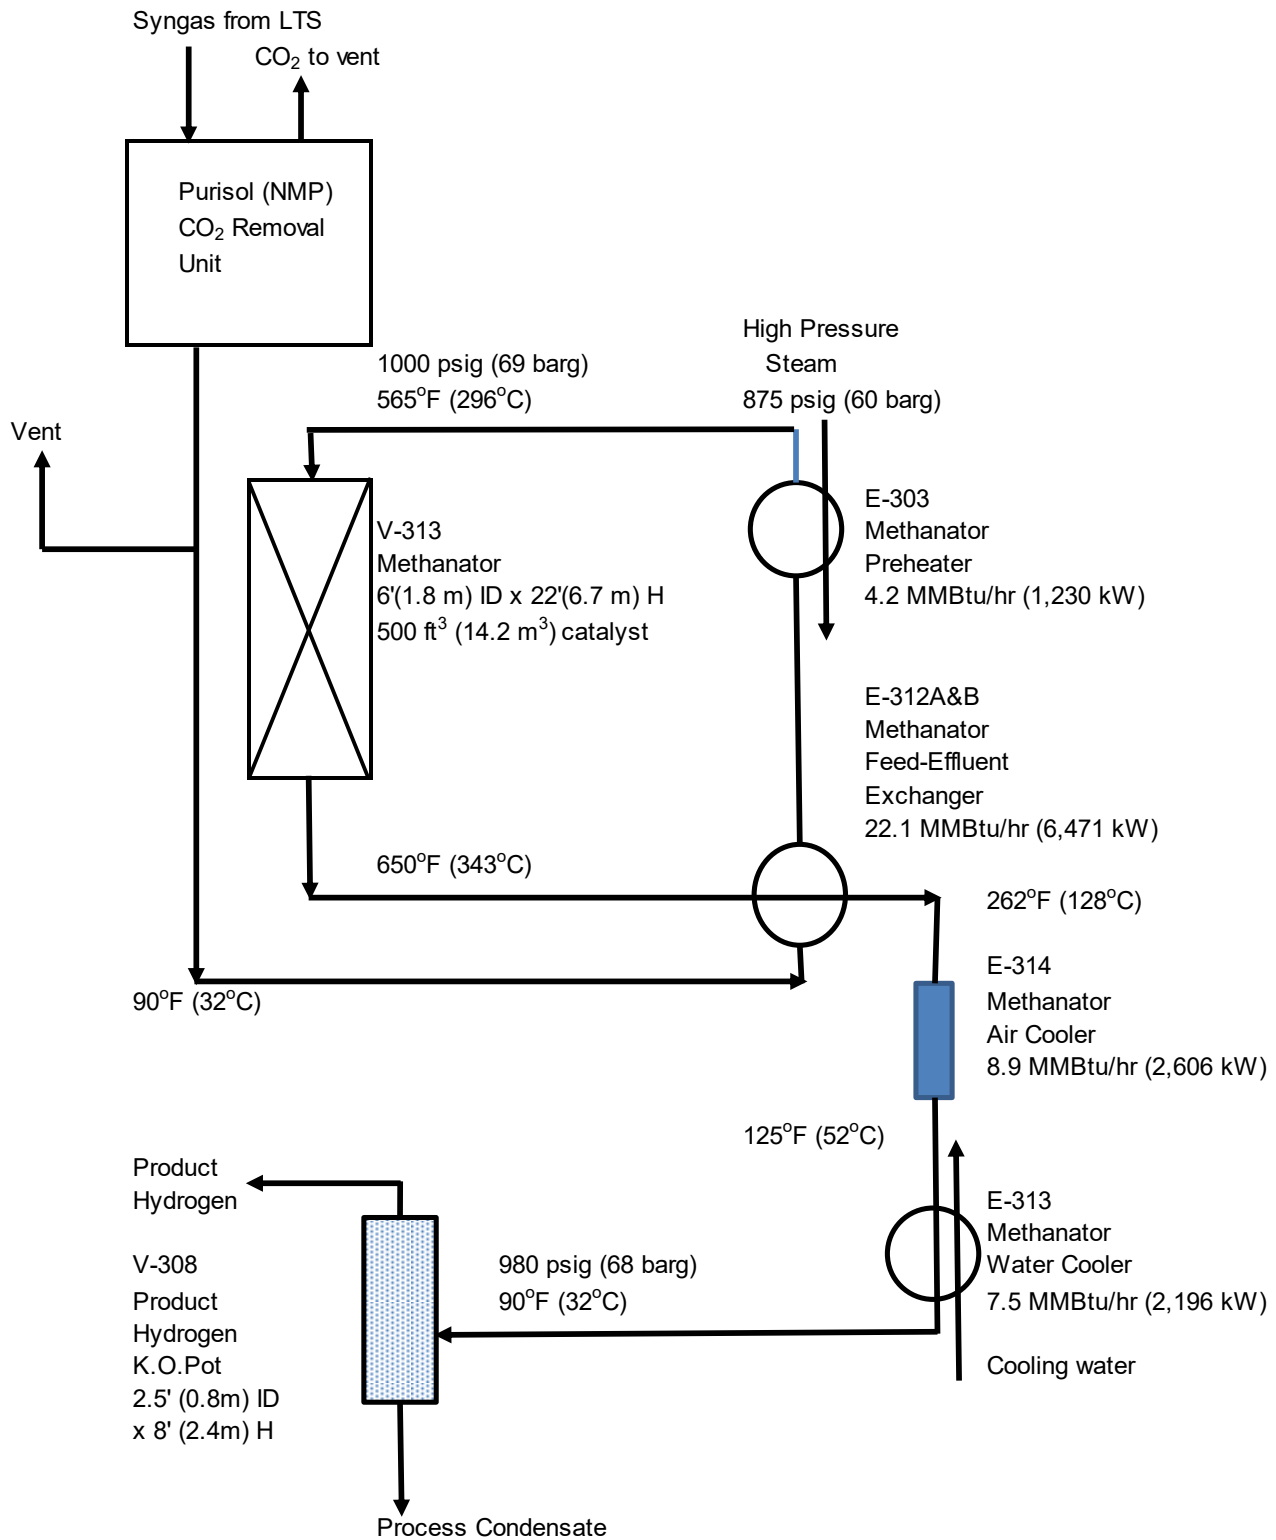 Syngas from LTS
CO₂ to vent
Purisol (NMP)
CO₂ Removal
Unit
High Pressure
Steam
875 psig (60 barg)
1000 psig (69 barg)
565°F (296°C)
Vent
V-313
Methanator
6'(1.8 m) ID x 22'(6.7 m) H
500 ft³ (14.2 m³) catalyst
E-303
Methanator
Preheater
4.2 MMBtu/hr (1,230 kW)
E-312A&B
Methanator
Feed-Effluent
Exchanger
22.1 MMBtu/hr (6,471 kW)
650°F (343°C)
262°F (128°C)
90°F (32°C)
E-314
Methanator
Air Cooler
8.9 MMBtu/hr (2,606 kW)
125°F (52°C)
Product
Hydrogen
E-313
Methanator
Water Cooler
7.5 MMBtu/hr (2,196 kW)
Cooling water
V-308
Product
Hydrogen
K.O.Pot
2.5' (0.8m) ID
x 8' (2.4m) H
980 psig (68 barg)
90°F (32°C)
Process Condensate